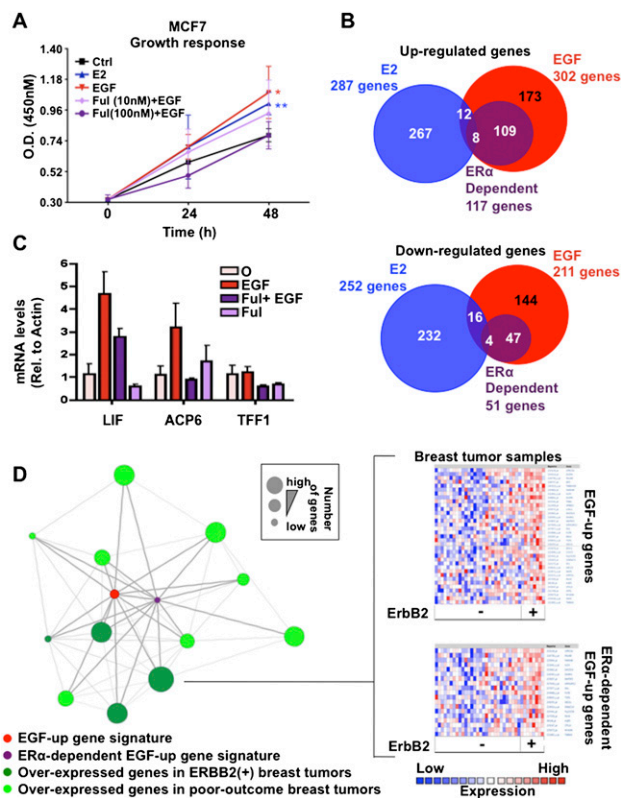 A
MCF7
Growth response
1.40
1.18
0.96
0.74
0.52
0.30
O.D. (450nM)
Ctrl
E2
EGF
Ful (10nM)+EGF
Ful(100nM)+EGF
*
**
0
24
48
Time (h)
B
Up-regulated genes
E2
287 genes
EGF
302 genes
173
12
267
8
109
ERα
Dependent
117 genes
Down-regulated genes
E2
252 genes
EGF
211 genes
144
16
232
4
47
ERα
Dependent
51 genes
C
mRNA levels
(Rel. to Actin)
6
5
4
3
2
1
0
O
EGF
Ful+ EGF
Ful
LIF
ACP6
TFF1
D
high
low
Number
of genes
Breast tumor samples
EGF-up genes
ErbB2
-
+
ERα-dependent
EGF-up genes
ErbB2
-
+
Low
High
Expression
EGF-up gene signature
ERα-dependent EGF-up gene signature
Over-expressed genes in ERBB2(+) breast tumors
Over-expressed genes in poor-outcome breast tumors